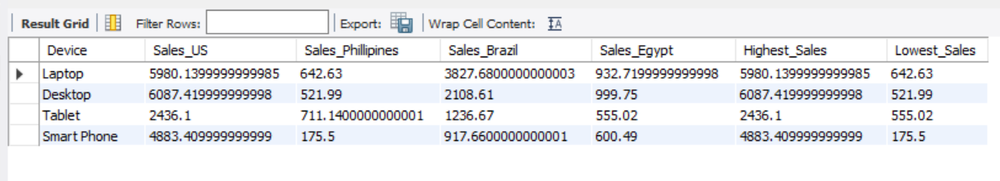 Result Grid Filter Rows: Export: Wrap Cell Content:
Device Sales_US Sales_Phillipines Sales_Brazil Sales_Egypt Highest_Sales Lowest_Sales
Laptop 5980.1399999999985 642.63 3827.6800000000003 932.7199999999998 5980.1399999999985 642.63
Desktop 6087.419999999998 521.99 2108.61 999.75 6087.419999999998 521.99
Tablet 2436.1 711.1400000000001 1236.67 555.02 2436.1 555.02
Smart Phone 4883.409999999999 175.5 917.6600000000001 600.49 4883.409999999999 175.5